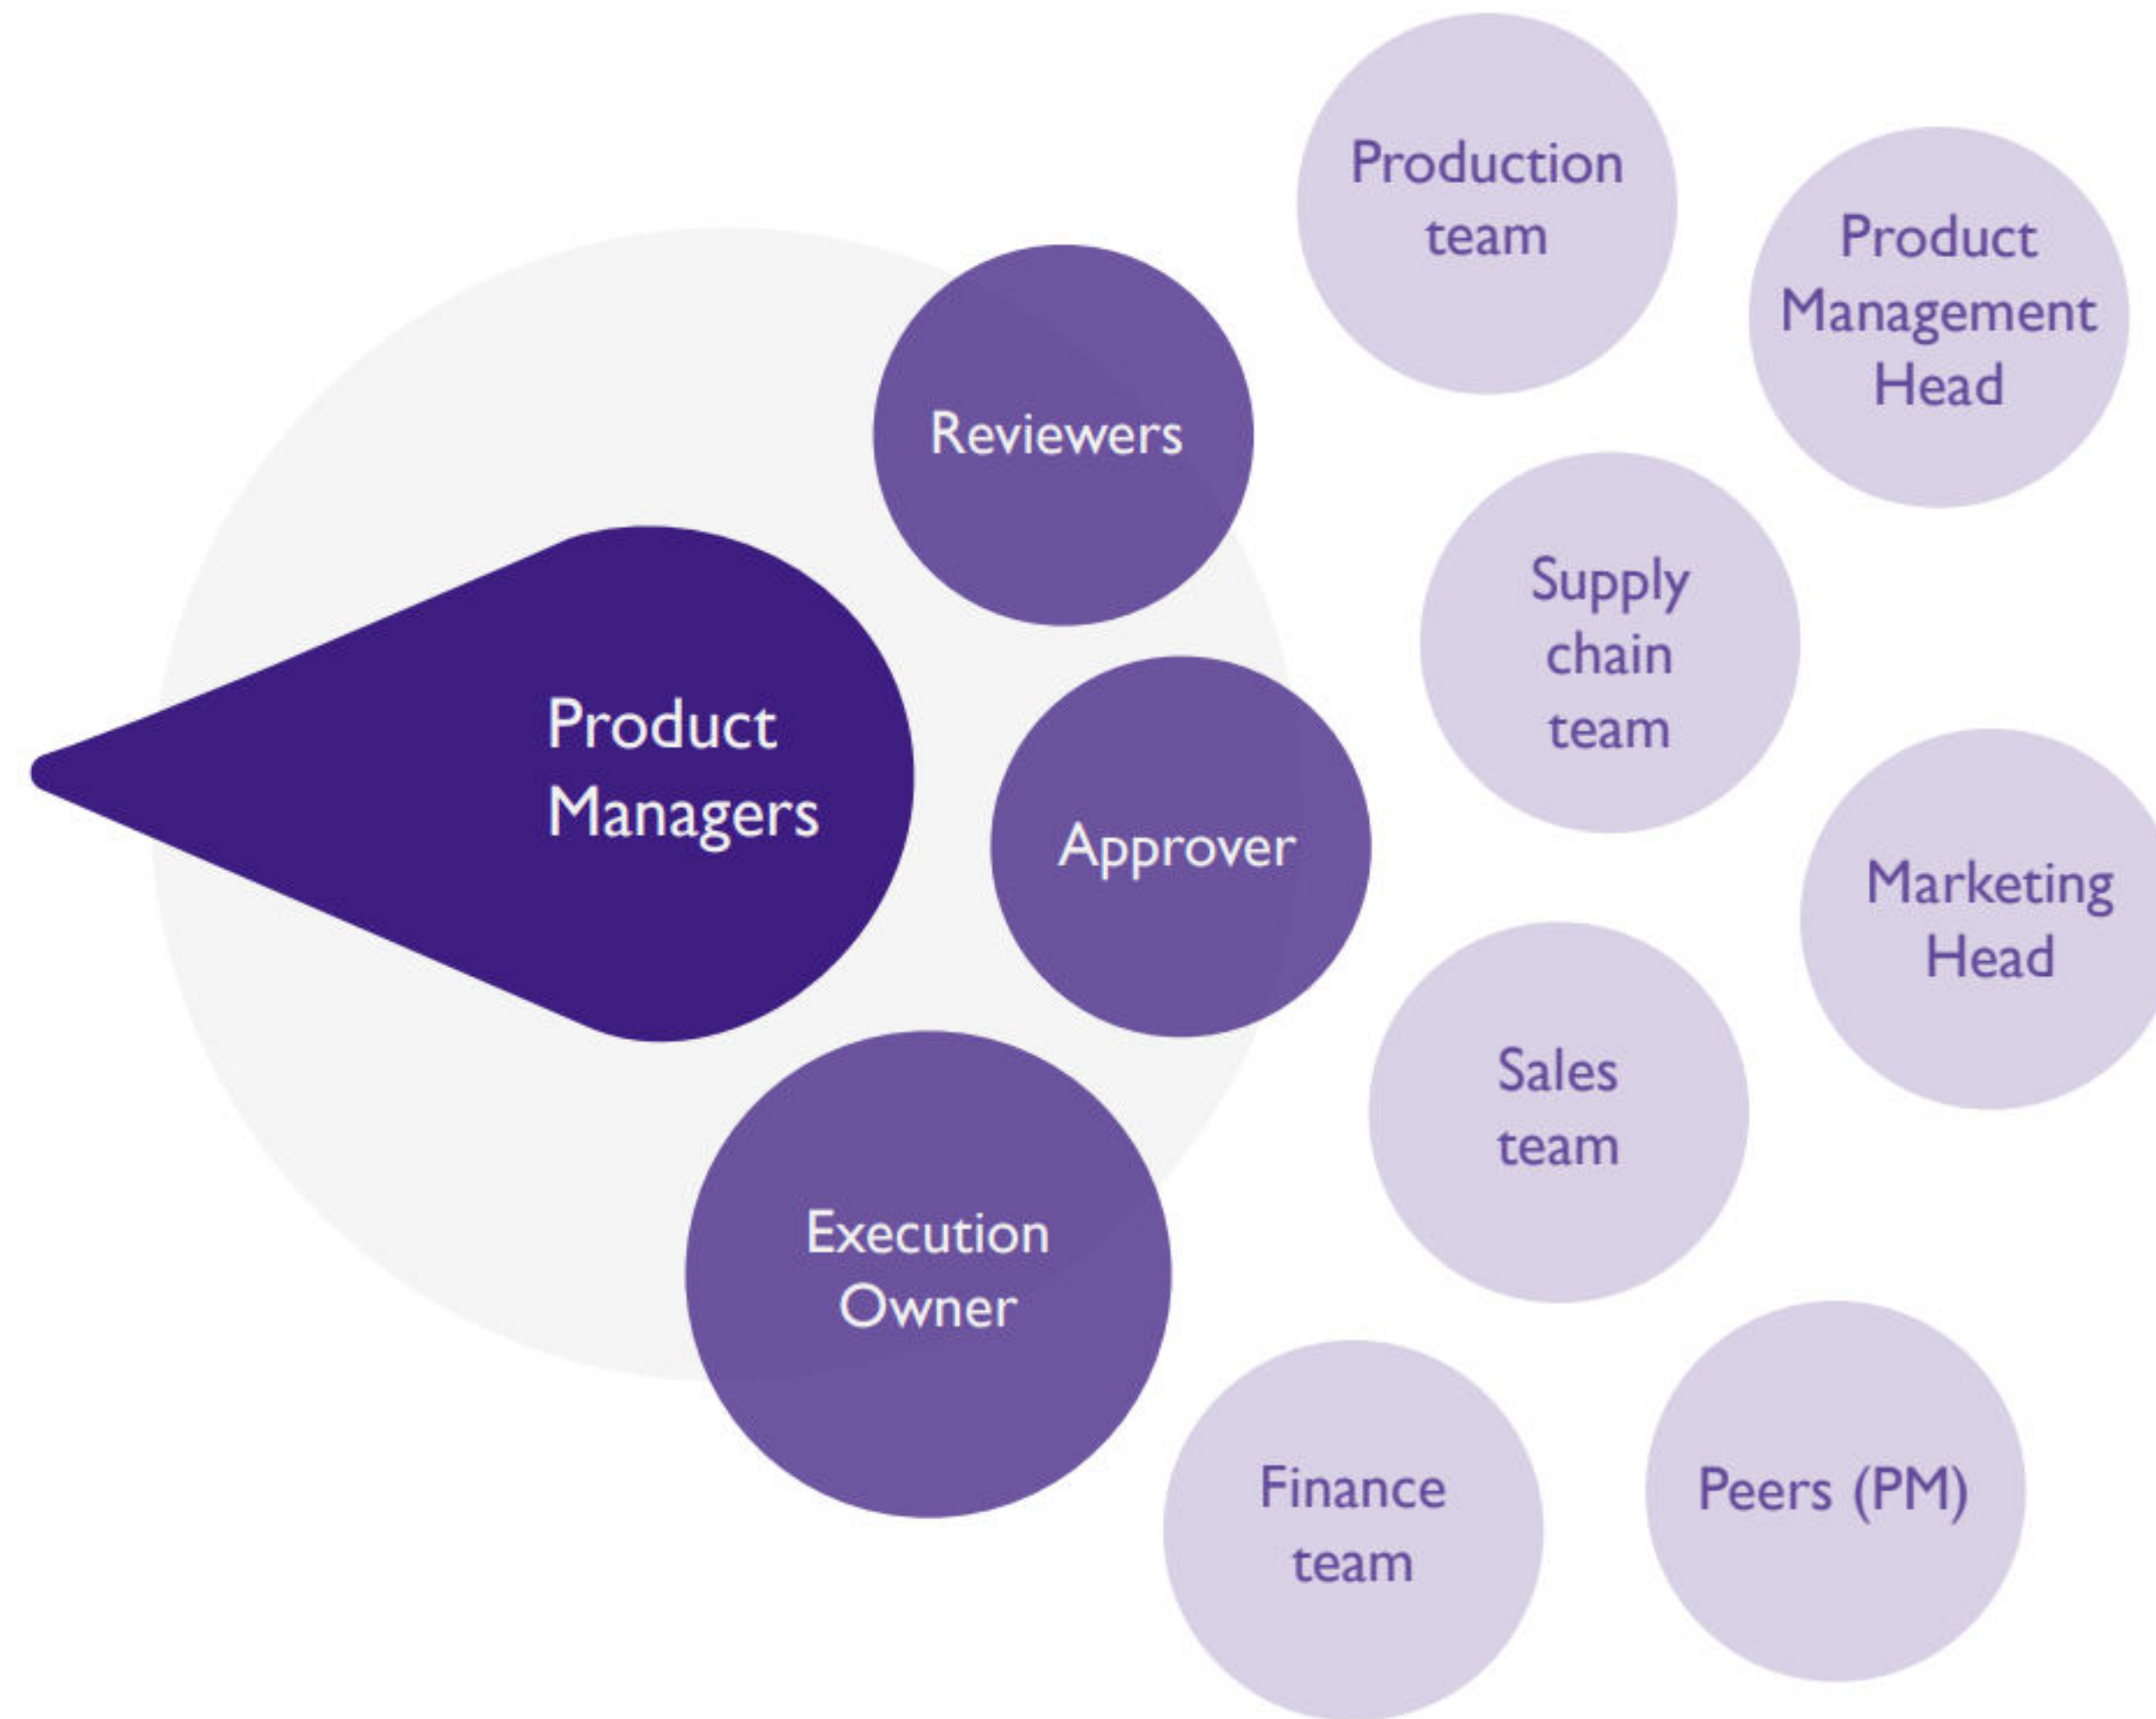 Production
team
Product
Management
Head
Reviewers
Supply
chain
team
Product
Managers
Approver
Marketing
Head
Sales
team
Execution
Owner
Finance
team
Peers (PM)